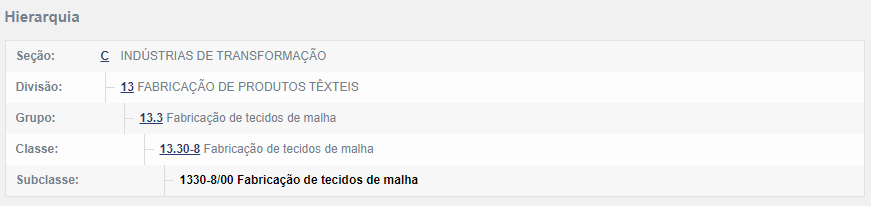 Hierarquia
Seção: C INDÚSTRIAS DE TRANSFORMAÇÃO
Divisão: 13 FABRICAÇÃO DE PRODUTOS TÊXTEIS
Grupo: 13.3 Fabricação de tecidos de malha
Classe: 13.30-8 Fabricação de tecidos de malha
Subclasse: 1330-8/00 Fabricação de tecidos de malha